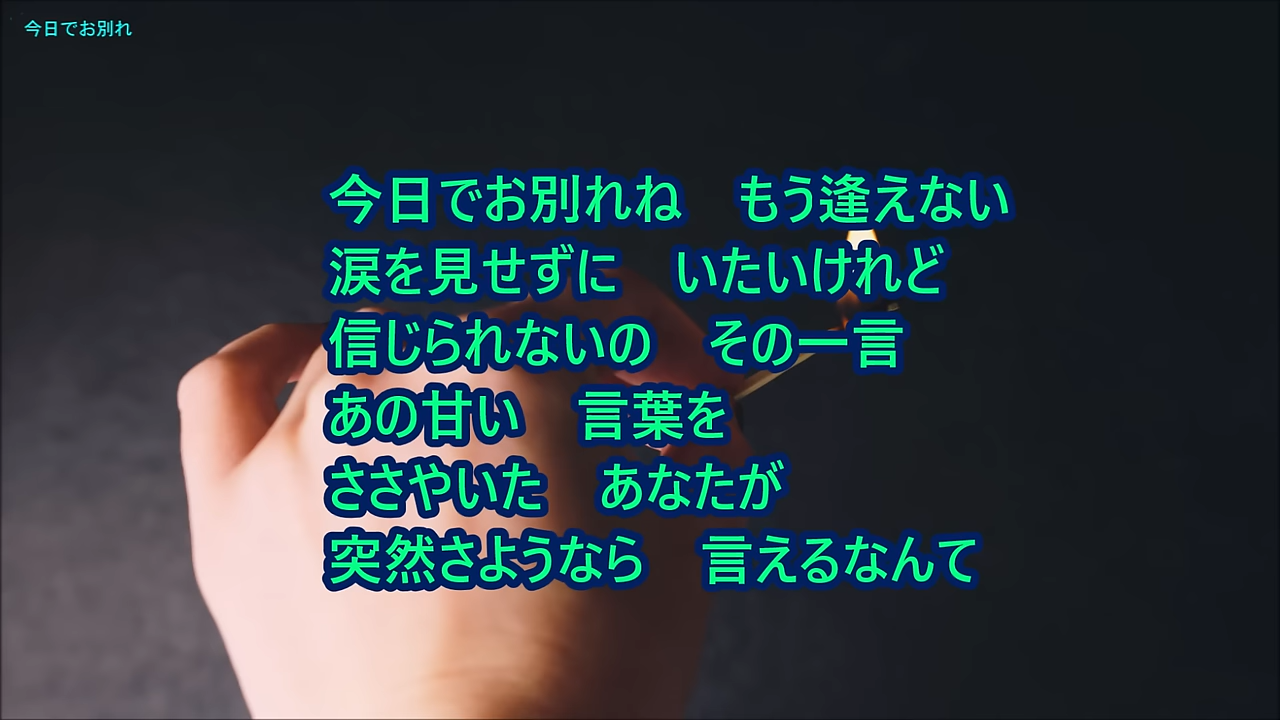 今日でお別れ
今日でお別れね　もう逢えない
涙を見せずに　いたいけれど
信じられないの　その一言
あの甘い　言葉を
ささやいた　あなたが
突然さようなら　言えるなんて